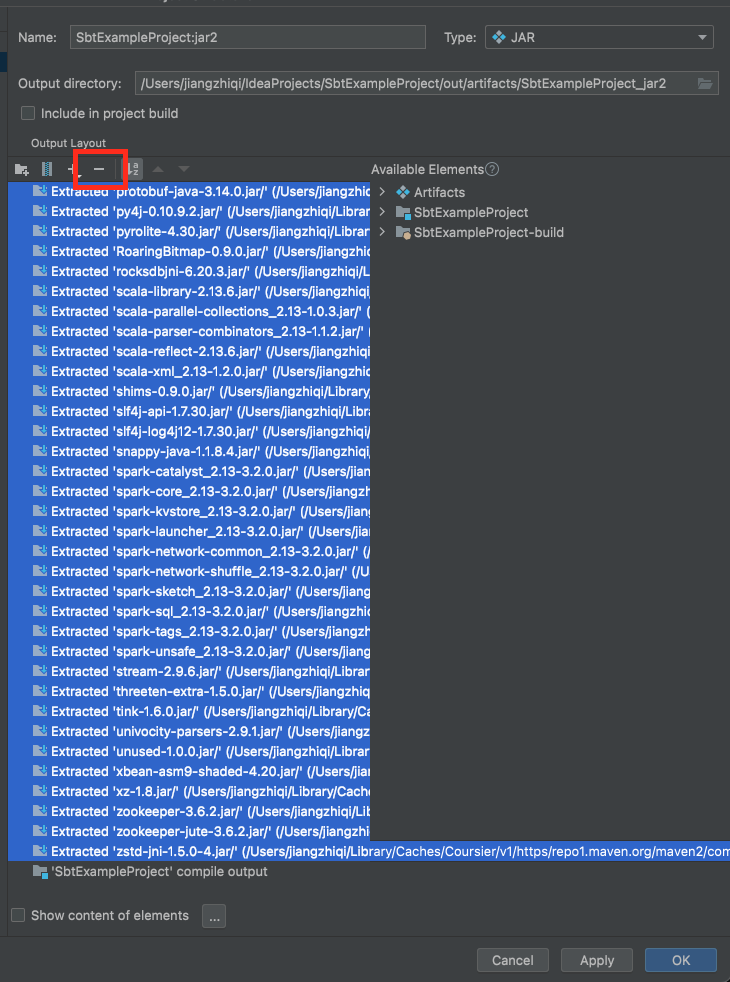 Name: SbtExampleProject:jar2 Type: JAR
Output directory: /Users/jiangzhiqi/IdeaProjects/SbtExampleProject/out/artifacts/SbtExampleProject_jar2
Include in project build
Output Layout
Available Elements
Extracted 'protobuf-java-3.14.0.jar/' (/Users/jiangzhiqi Artifacts
Extracted 'py4j-0.10.9.2.jar/' (/Users/jiangzhiqi/Library/ SbtExampleProject
Extracted 'pyrolite-4.30.jar/' (/Users/jiangzhiqi/Library SbtExampleProject-build
Extracted 'RoaringBitmap-0.9.0.jar/' (/Users/jiangzhiqi
Extracted 'rocksdbjni-6.20.3.jar/' (/Users/jiangzhiqi/L
Extracted 'scala-library-2.13.6.jar/' (/Users/jiangzhiqi/
Extracted 'scala-parallel-collections_2.13-1.0.3.jar/' (
Extracted 'scala-parser-combinators_2.13-1.1.2.jar/' (
Extracted 'scala-reflect-2.13.6.jar/' (/Users/jiangzhiqi
Extracted 'scala-xml_2.13-1.2.0.jar/' (/Users/jiangzhiqi
Extracted 'shims-0.9.0.jar/' (/Users/jiangzhiqi/Library/
Extracted 'slf4j-api-1.7.30.jar/' (/Users/jiangzhiqi/Libra
Extracted 'slf4j-log4j12-1.7.30.jar/' (/Users/jiangzhiqi/
Extracted 'snappy-java-1.1.8.4.jar/' (/Users/jiangzhiqi/
Extracted 'spark-catalyst_2.13-3.2.0.jar/' (/Users/jian
Extracted 'spark-core_2.13-3.2.0.jar/' (/Users/jiangzhi
Extracted 'spark-kvstore_2.13-3.2.0.jar/' (/Users/jiang
Extracted 'spark-launcher_2.13-3.2.0.jar/' (/Users/jian
Extracted 'spark-network-common_2.13-3.2.0.jar/' (/
Extracted 'spark-network-shuffle_2.13-3.2.0.jar/' (/U
Extracted 'spark-sketch_2.13-3.2.0.jar/' (/Users/jiang
Extracted 'spark-sql_2.13-3.2.0.jar/' (/Users/jiangzhiq
Extracted 'spark-tags_2.13-3.2.0.jar/' (/Users/jiangzhi
Extracted 'spark-unsafe_2.13-3.2.0.jar/' (/Users/jiang
Extracted 'stream-2.9.6.jar/' (/Users/jiangzhiqi/Library
Extracted 'threeten-extra-1.5.0.jar/' (/Users/jiangzhiqi
Extracted 'tink-1.6.0.jar/' (/Users/jiangzhiqi/Library/Ca
Extracted 'univocity-parsers-2.9.1.jar/' (/Users/jiangz
Extracted 'unused-1.0.0.jar/' (/Users/jiangzhiqi/Library
Extracted 'xbean-asm9-shaded-4.20.jar/' (/Users/jian
Extracted 'xz-1.8.jar/' (/Users/jiangzhiqi/Library/Cache
Extracted 'zookeeper-3.6.2.jar/' (/Users/jiangzhiqi/Lib
Extracted 'zookeeper-jute-3.6.2.jar/' (/Users/jiangzhi
Extracted 'zstd-jni-1.5.0-4.jar/' (/Users/jiangzhiqi/Library/Caches/Coursier/v1/https/repo1.maven.org/maven2/com
'SbtExampleProject' compile output
Show content of elements ...
Cancel Apply OK